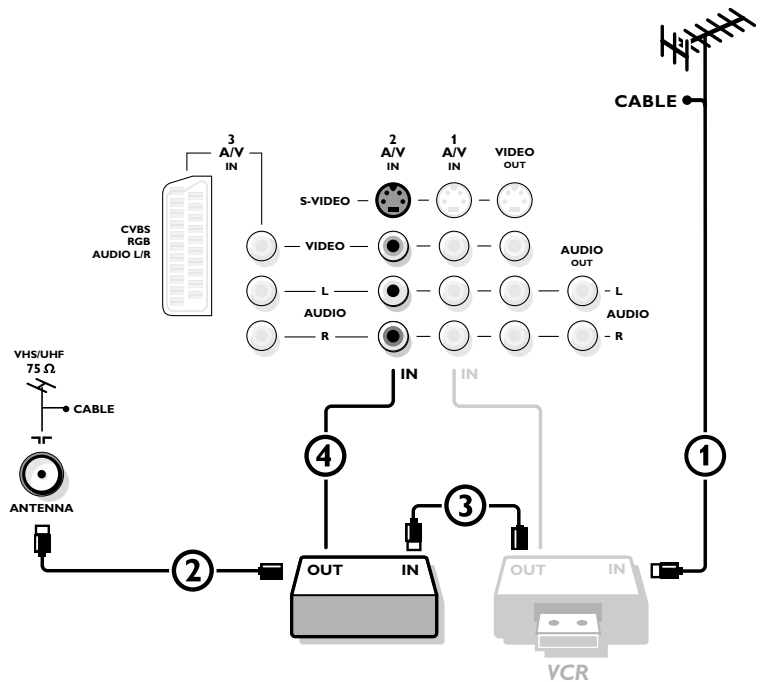 CABLE
3
A/V
IN
2
A/V
IN
1
A/V
IN
VIDEO
OUT
S-VIDEO
CVBS
RGB
AUDIO L/R
VIDEO
AUDIO
OUT
L
L
AUDIO
AUDIO
R
R
VHS/UHF
75 Ω
CABLE
IN
IN
ANTENNA
4
1
3
2
OUT
IN
OUT
IN
VCR